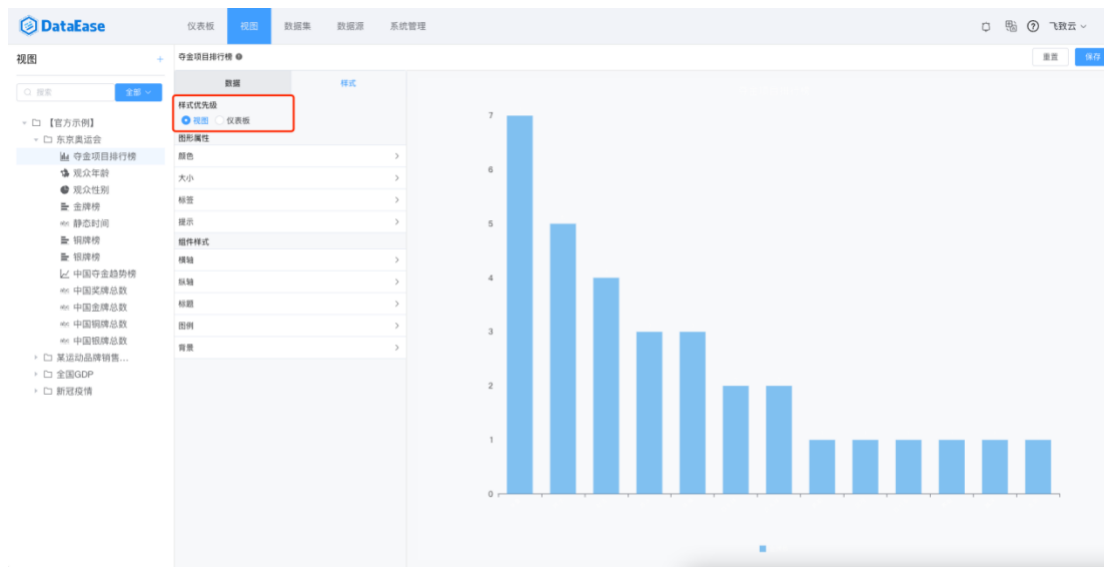 DataEase
仪表板 视图 数据集 数据源 系统管理
飞致云
视图 +
夺金项目排行榜
重置 保存
搜索 全部
数据 样式
样式优先级
视图 仪表板
图形属性
颜色
大小
标签
提示
组件样式
横轴
纵轴
标题
图例
背景
【官方示例】
东京奥运会
夺金项目排行榜
观众年龄
观众性别
金牌榜
静态时间
铜牌榜
银牌榜
中国夺金趋势榜
中国奖牌总数
中国金牌总数
中国铜牌总数
中国银牌总数
某运动品牌销售...
全国GDP
新冠疫情
7
6
5
4
3
2
1
0